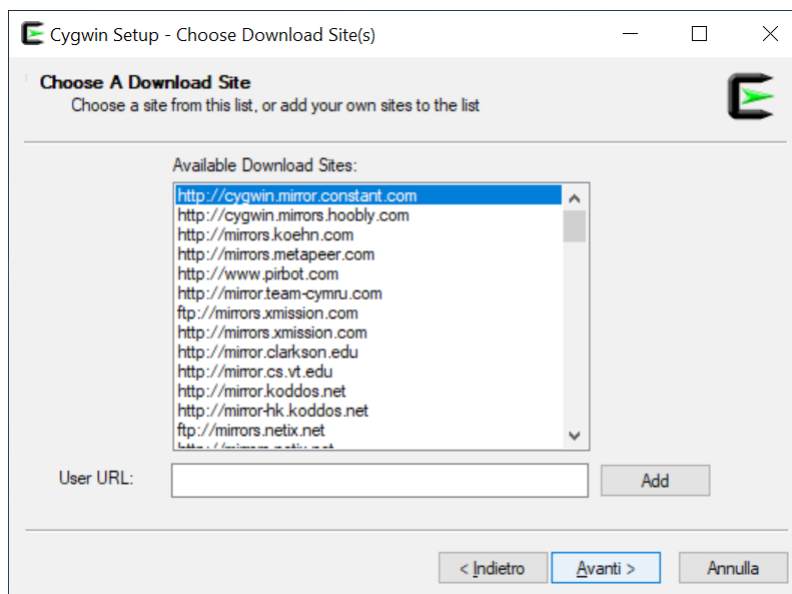 Cygwin Setup - Choose Download Site(s)
Choose A Download Site
Choose a site from this list, or add your own sites to the list
Available Download Sites:
http://cygwin.mirror.constant.com
http://cygwin.mirrors.hoobly.com
http://mirrors.koehn.com
http://mirrors.metapeer.com
http://www.pirbot.com
http://mirror.team-cymru.com
ftp://mirrors.xmission.com
http://mirrors.xmission.com
http://mirror.clarkson.edu
http://mirror.cs.vt.edu
http://mirror.koddos.net
http://mirror-hk.koddos.net
ftp://mirrors.netix.net
http://mirrors.netix.net
User URL:
Add
< Indietro
Avanti >
Annulla